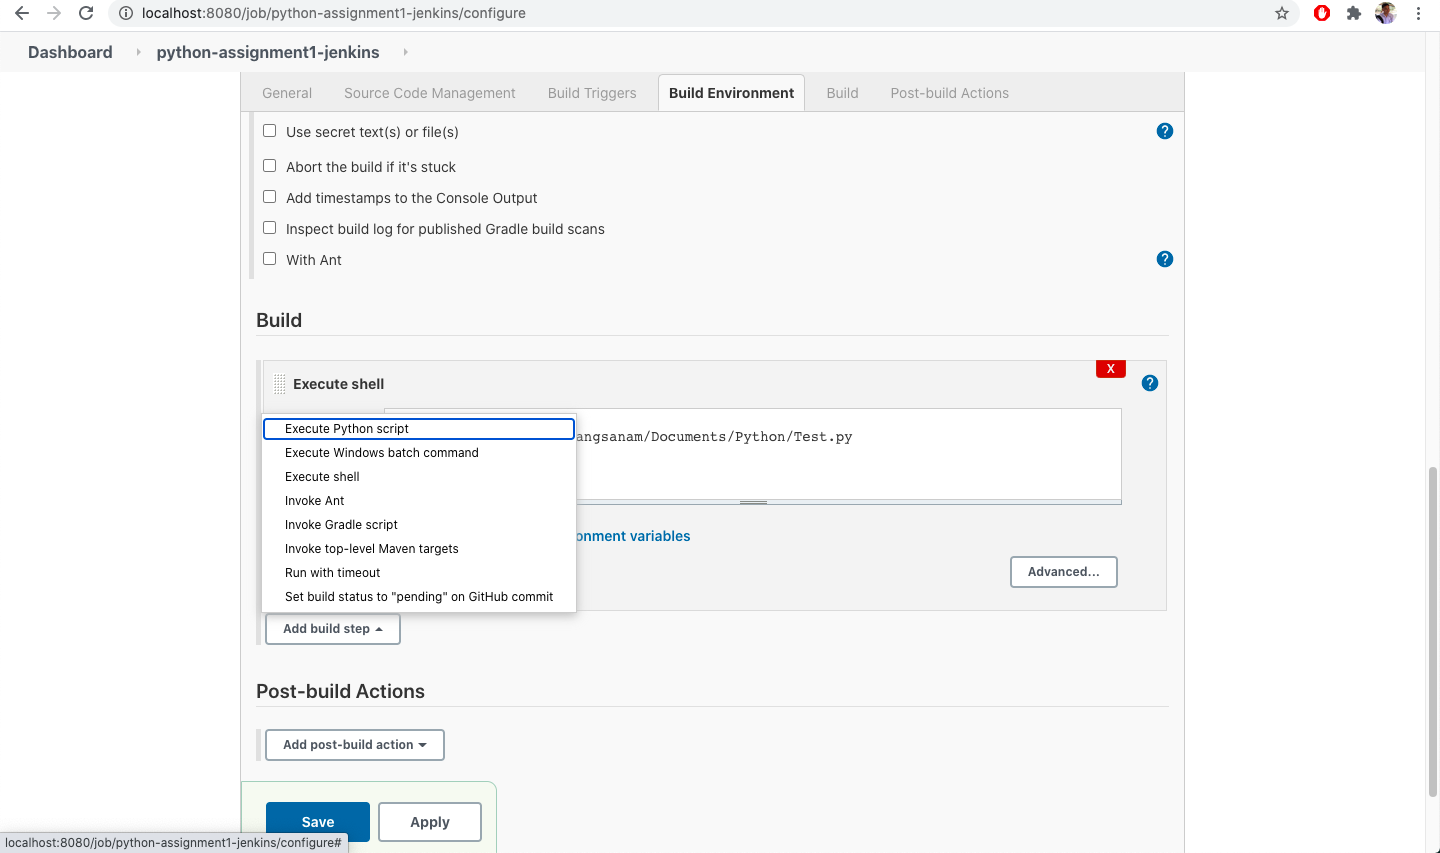 localhost:8080/job/python-assignment1-jenkins/configure
Dashboard python-assignment1-jenkins
General Source Code Management Build Triggers Build Environment Build Post-build Actions
Use secret text(s) or file(s) ?
Abort the build if it's stuck
Add timestamps to the Console Output
Inspect build log for published Gradle build scans
With Ant ?
Build
X
Execute shell ?
Execute Python script
angsanam/Documents/Python/Test.py
Execute Windows batch command
Execute shell
Invoke Ant
Invoke Gradle script
onment variables
Invoke top-level Maven targets
Run with timeout
Advanced...
Set build status to "pending" on GitHub commit
Add build step
Post-build Actions
Add post-build action
Save Apply
localhost:8080/job/python-assignment1-jenkins/configure#